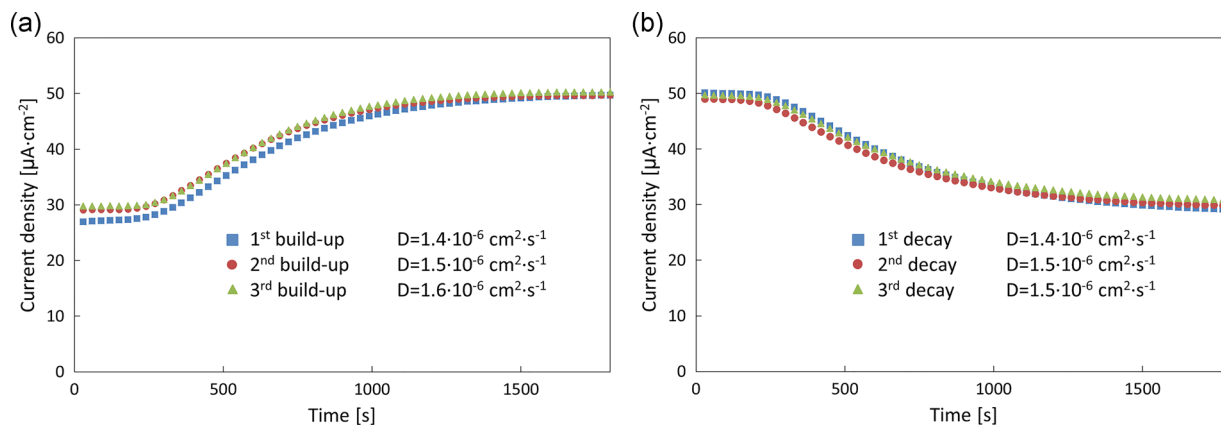 (a)
Current density [µA·cm⁻²]
60
50
40
30
20
10
0
1ˢᵗ build-up D=1.4·10⁻⁶ cm²·s⁻¹
2ⁿᵈ build-up D=1.5·10⁻⁶ cm²·s⁻¹
3ʳᵈ build-up D=1.6·10⁻⁶ cm²·s⁻¹
0 500 1000 1500
Time [s]
(b)
Current density [µA·cm⁻²]
60
50
40
30
20
10
0
1ˢᵗ decay D=1.4·10⁻⁶ cm²·s⁻¹
2ⁿᵈ decay D=1.5·10⁻⁶ cm²·s⁻¹
3ʳᵈ decay D=1.5·10⁻⁶ cm²·s⁻¹
0 500 1000 1500
Time [s]